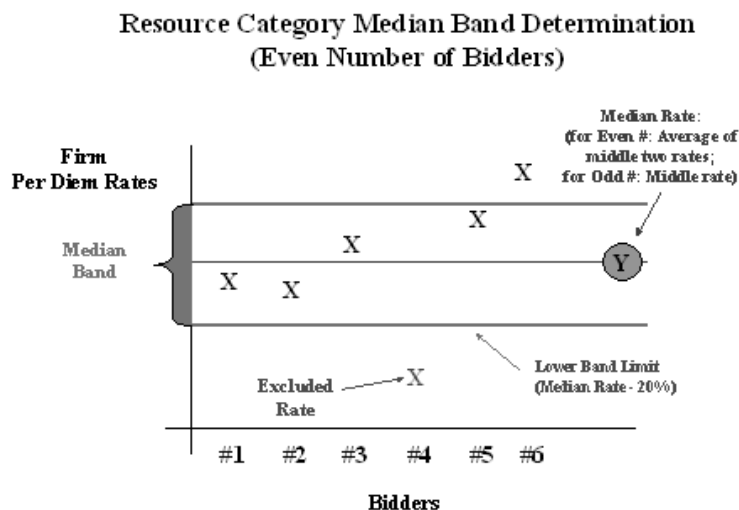 Resource Category Median Band Determination
(Even Number of Bidders)
Median Rate:
(for Even #: Average of
middle two rates;
for Odd #: Middle rate)
Firm
Per Diem Rates
X
X
Median
Band
X
Y
X
X
Lower Band Limit
(Median Rate - 20%)
Excluded
Rate
X
#1 #2 #3 #4 #5 #6
Bidders